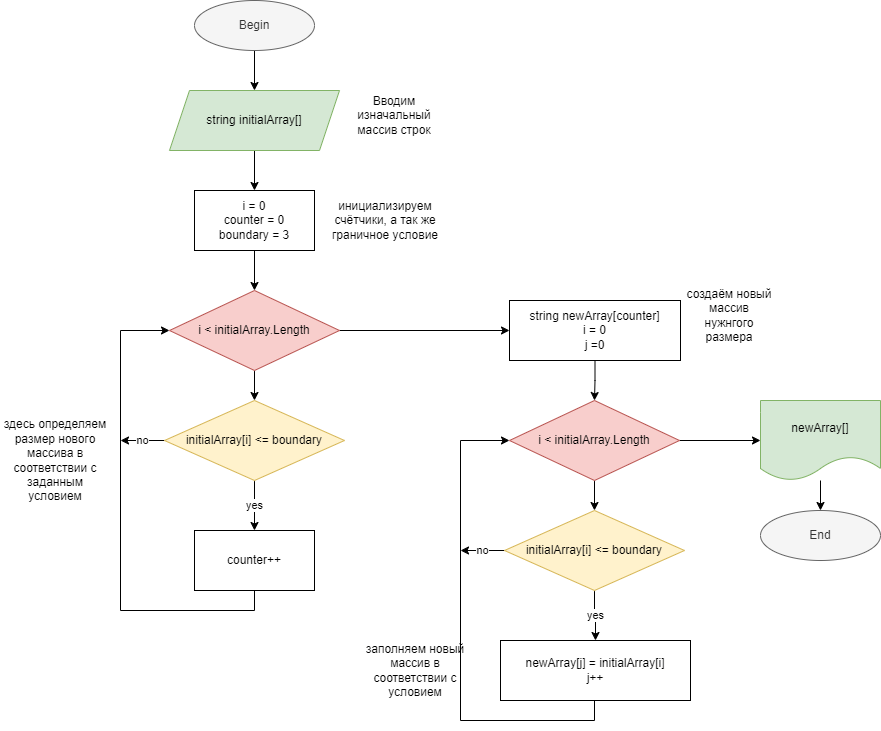 Begin
string initialArray[]
Вводим
изначальный
массив строк
i = 0
counter = 0
boundary = 3
инициализируем
счётчики, а так же
граничное условие
i < initialArray.Length
string newArray[counter]
i = 0
j =0
создаём новый
массив
нужнгого
размера
здесь определяем
размер нового
массива в
соответствии с
заданным
условием
no
initialArray[i] <= boundary
yes
counter++
i < initialArray.Length
newArray[]
End
no
initialArray[i] <= boundary
yes
заполняем новый
массив в
соответствии с
условием
newArray[j] = initialArray[i]
j++